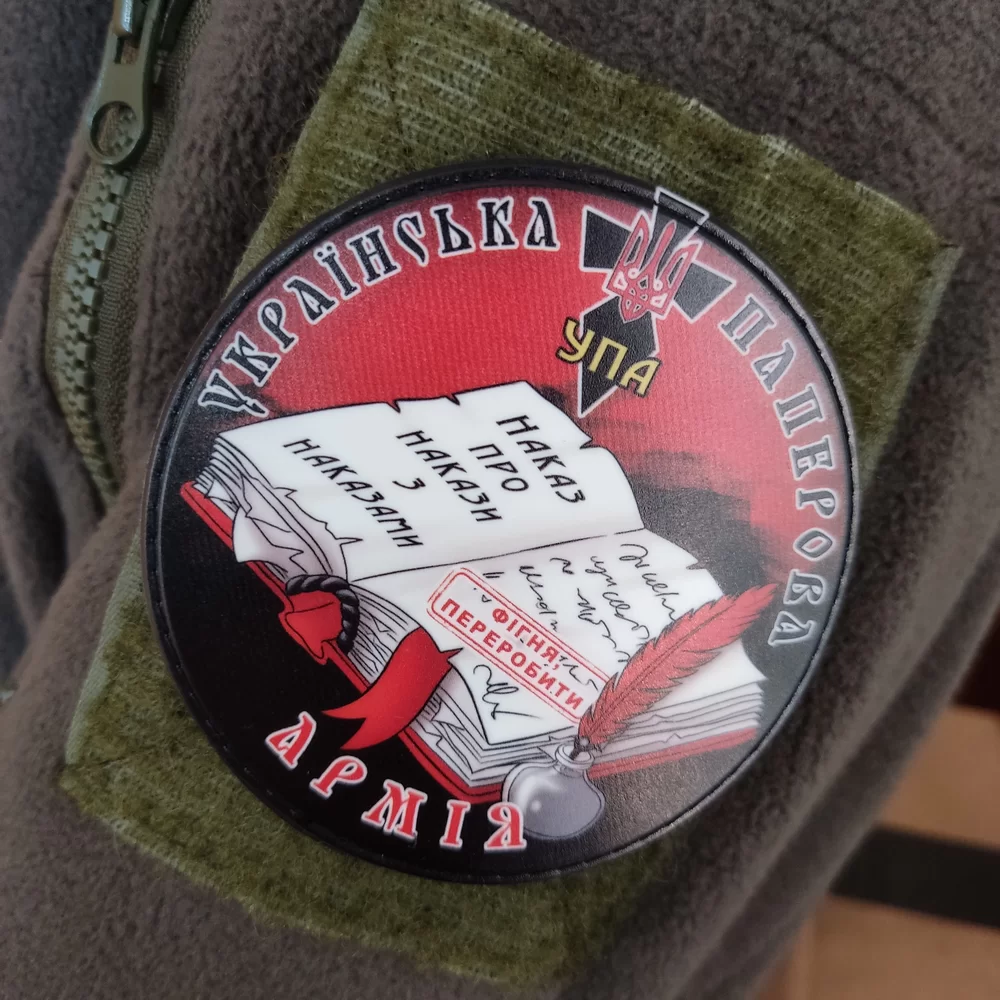 УКРАЇНСЬКА
ПАПЕРОВА
АРМІЯ
УПА
НАКАЗ
ПРО
НАКАЗИ
З
НАКАЗАМИ
ФІГНЯ,
ПЕРЕРОБИТИ